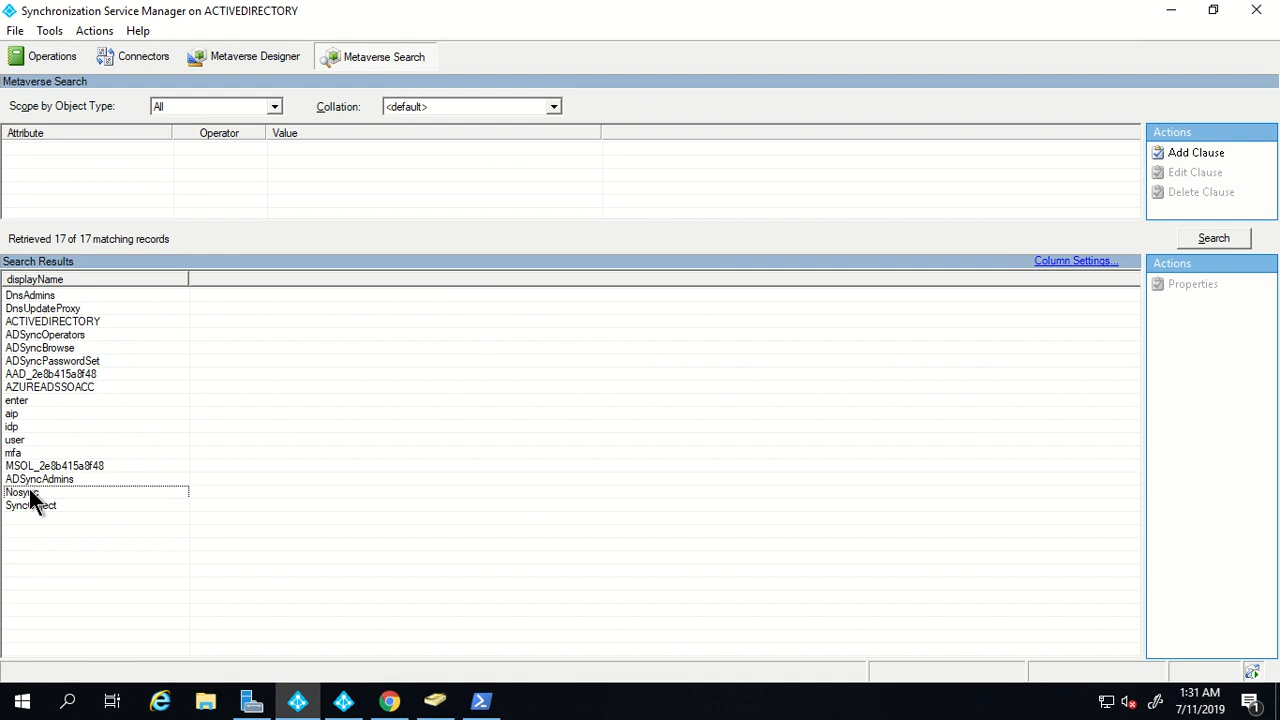 Synchronization Service Manager on ACTIVEDIRECTORY
File Tools Actions Help
Operations Connectors Metaverse Designer Metaverse Search
Metaverse Search
Scope by Object Type: All Collation: <default>
Attribute Operator Value
Actions
Add Clause
Edit Clause
Delete Clause
Retrieved 17 of 17 matching records
Search
Search Results Column Settings...
displayName
DnsAdmins
DnsUpdateProxy
ACTIVEDIRECTORY
ADSyncOperators
ADSyncBrowse
ADSyncPasswordSet
AAD_2e8b415a8f48
AZUREADSSOACC
enter
aip
idp
user
mfa
MSOL_2e8b415a8f48
ADSyncAdmins
Nosync
Actions
Properties
1:31 AM
7/11/2019
1